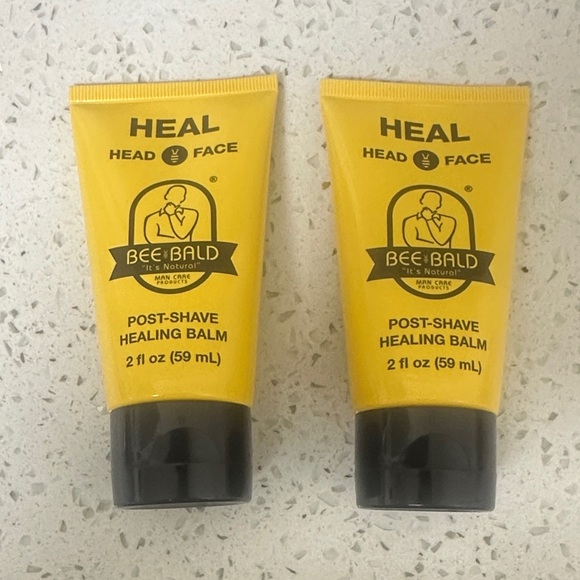 HEAL
HEAD FACE
®
BEE BALD
"It's Natural"
MAN CARE
PRODUCTS
POST-SHAVE
HEALING BALM
2 fl oz (59 mL)
HEAL
HEAD FACE
®
BEE BALD
"It's Natural"
MAN CARE
PRODUCTS
POST-SHAVE
HEALING BALM
2 fl oz (59 mL)